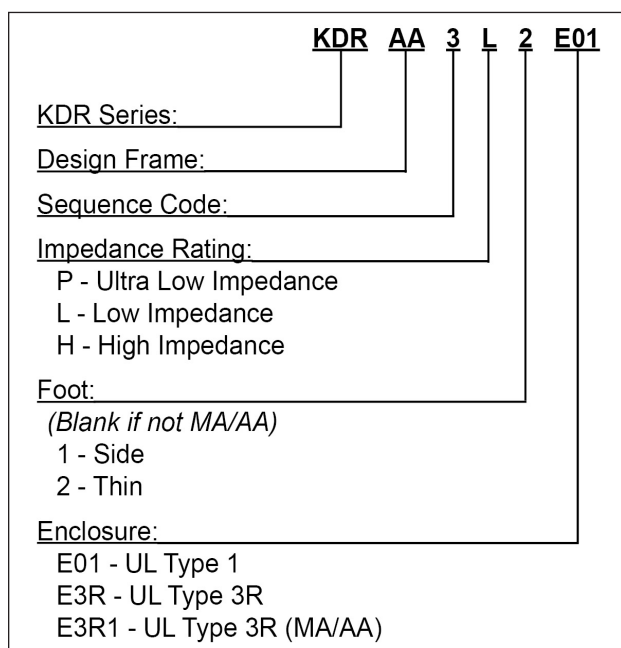 KDR AA 3 L 2 E01
KDR Series:
Design Frame:
Sequence Code:
Impedance Rating:
P - Ultra Low Impedance
L - Low Impedance
H - High Impedance
Foot:
(Blank if not MA/AA)
1 - Side
2 - Thin
Enclosure:
E01 - UL Type 1
E3R - UL Type 3R
E3R1 - UL Type 3R (MA/AA)